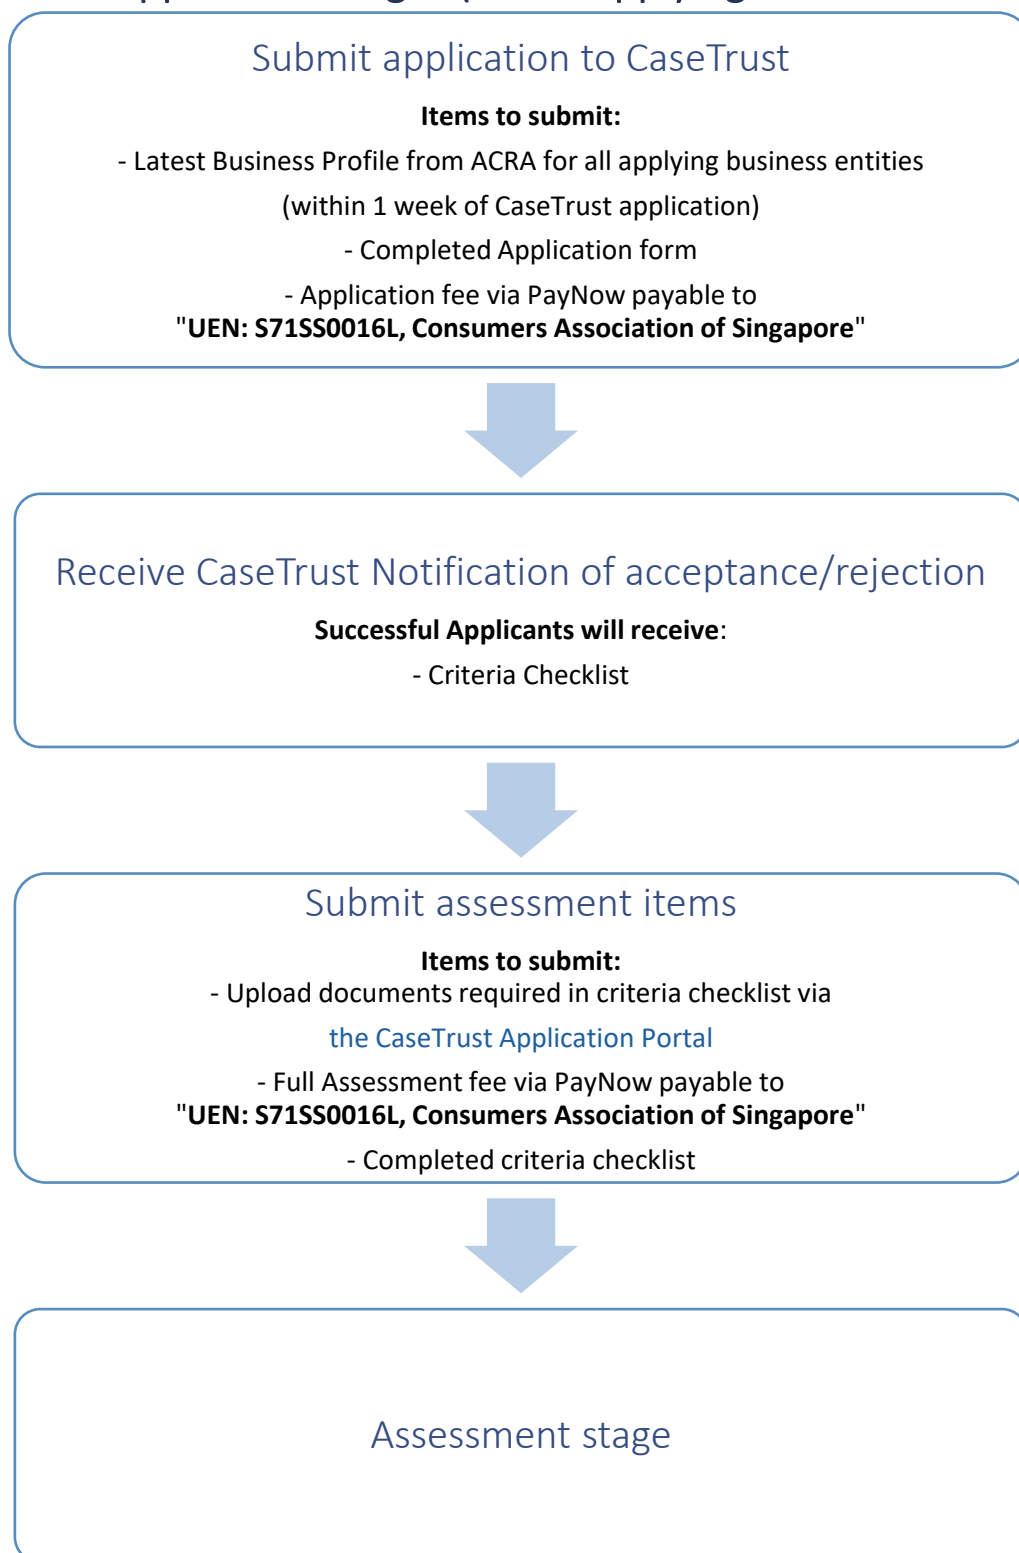 Submit application to CaseTrust
Items to submit:
- Latest Business Profile from ACRA for all applying business entities
(within 1 week of CaseTrust application)
- Completed Application form
- Application fee via PayNow payable to
"UEN: S71SS0016L, Consumers Association of Singapore"
Receive CaseTrust Notification of acceptance/rejection
Successful Applicants will receive:
- Criteria Checklist
Submit assessment items
Items to submit:
- Upload documents required in criteria checklist via
the CaseTrust Application Portal
- Full Assessment fee via PayNow payable to
"UEN: S71SS0016L, Consumers Association of Singapore"
- Completed criteria checklist
Assessment stage